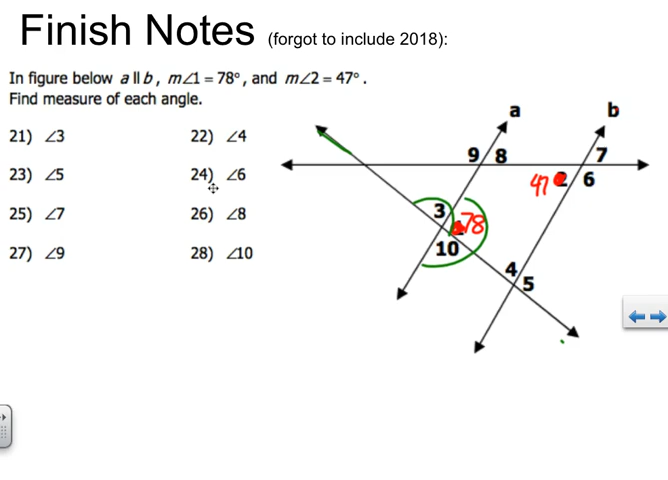 Finish Notes (forgot to include 2018):
In figure below a ll b, m∠1 = 78°, and m∠2 = 47°.
Find measure of each angle.
21) ∠3 22) ∠4
23) ∠5 24) ∠6
25) ∠7 26) ∠8
27) ∠9 28) ∠10
a b
9 8 7
47 2 6
3 78
10
4
5